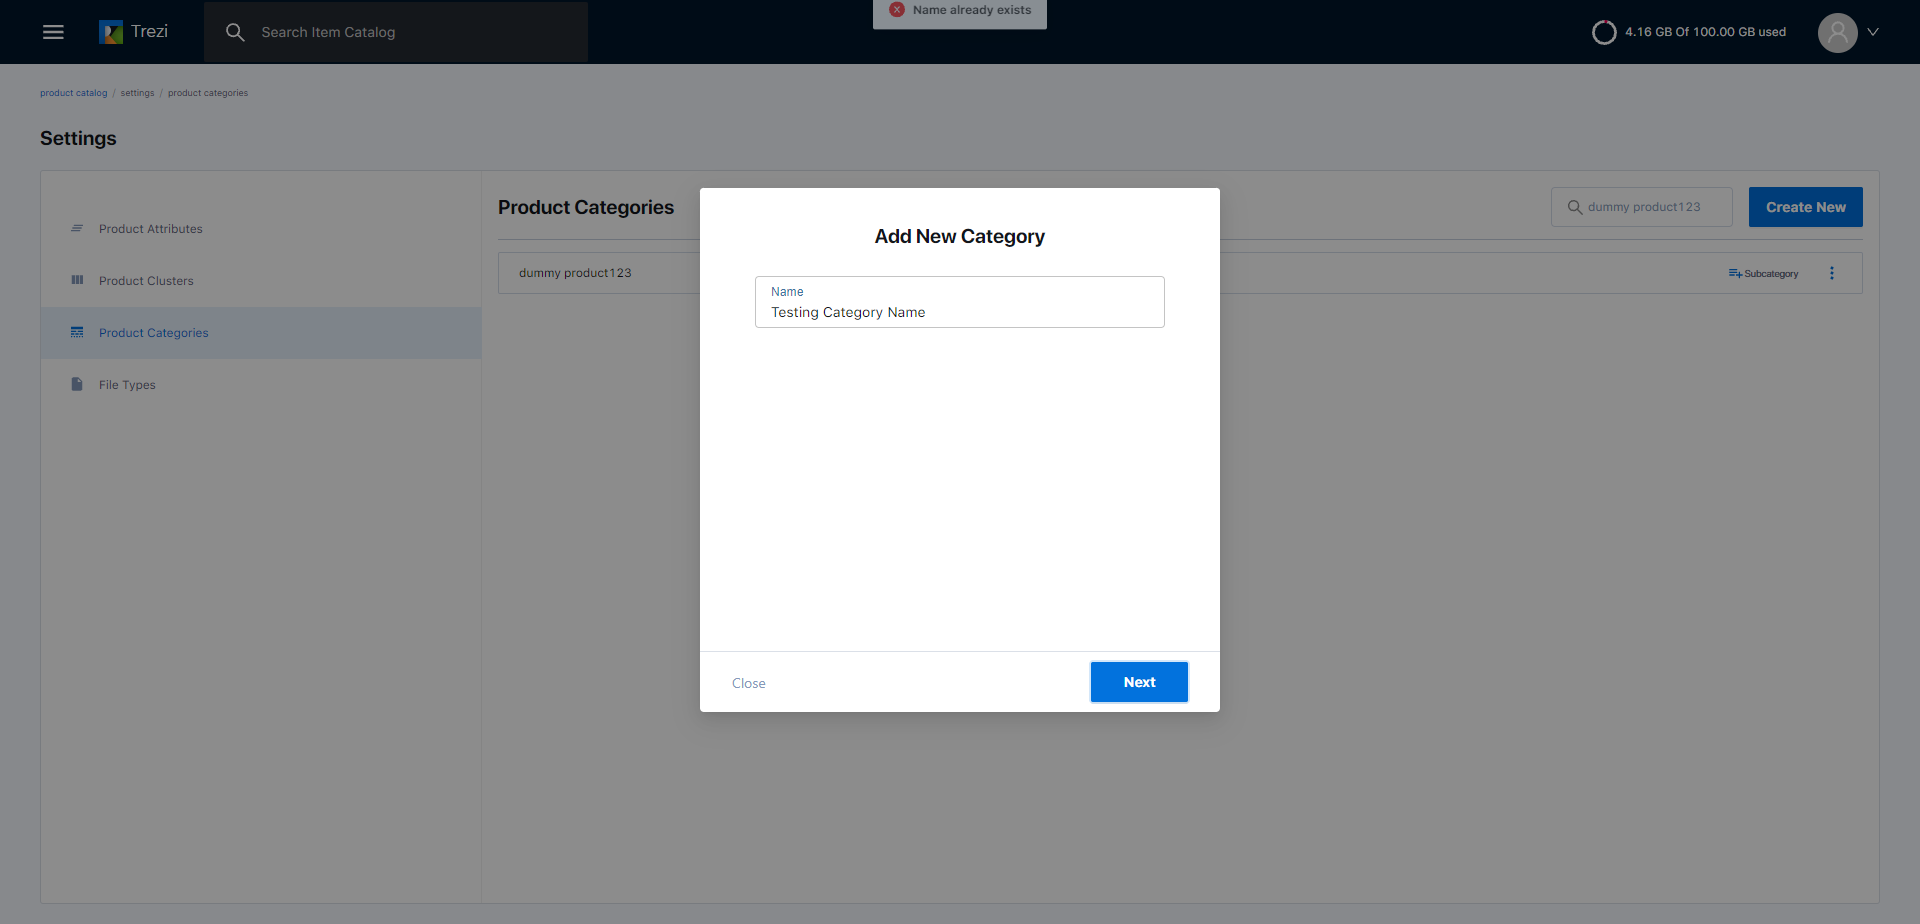 Trezi
Search Item Catalog
Name already exists
4.16 GB Of 100.00 GB used
product catalog / settings / product categories
Settings
Product Attributes
Product Clusters
Product Categories
File Types
Product Categories
dummy product123
Create New
dummy product123
Subcategory
Add New Category
Name
Testing Category Name
Close
Next